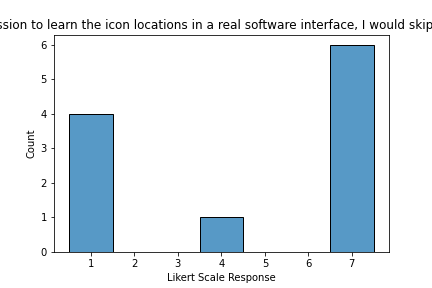 ssion to learn the icon locations in a real software interface, I would skip
6
5
4
3
2
1
0
Count
1 2 3 4 5 6 7
Likert Scale Response